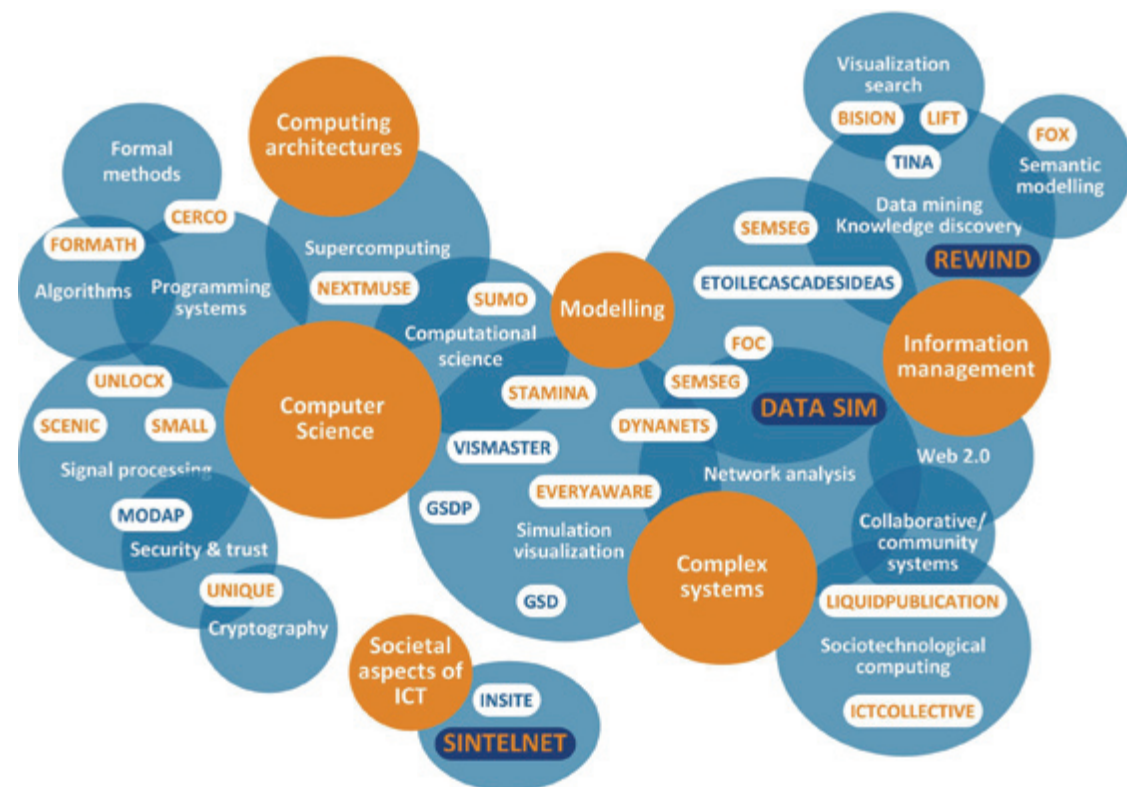 Visualization
search
BISION
LIFT
FOX
Semantic
modelling
TINA
Data mining
Knowledge discovery
SEMSEG
REWIND
ETOILECASCADESIDEAS
Computing
architectures
Formal
methods
CERCO
FORMATH
Algorithms
Programming
systems
Supercomputing
NEXTMUSE
SUMO
Computational
science
Modelling
Information
management
FOC
SEMSEG
DATA SIM
STAMINA
DYNANETS
Computer
Science
UNLOCX
SCENIC
SMALL
Signal processing
MODAP
Security & trust
UNIQUE
Cryptography
VISMASTER
EVERYAWARE
GSDP
Simulation
visualization
GSD
Network analysis
Web 2.0
Complex
systems
Collaborative/
community
systems
LIQUIDPUBLICATION
Sociotechnological
computing
ICTCOLLECTIVE
Societal
aspects of
ICT
INSITE
SINTELNET